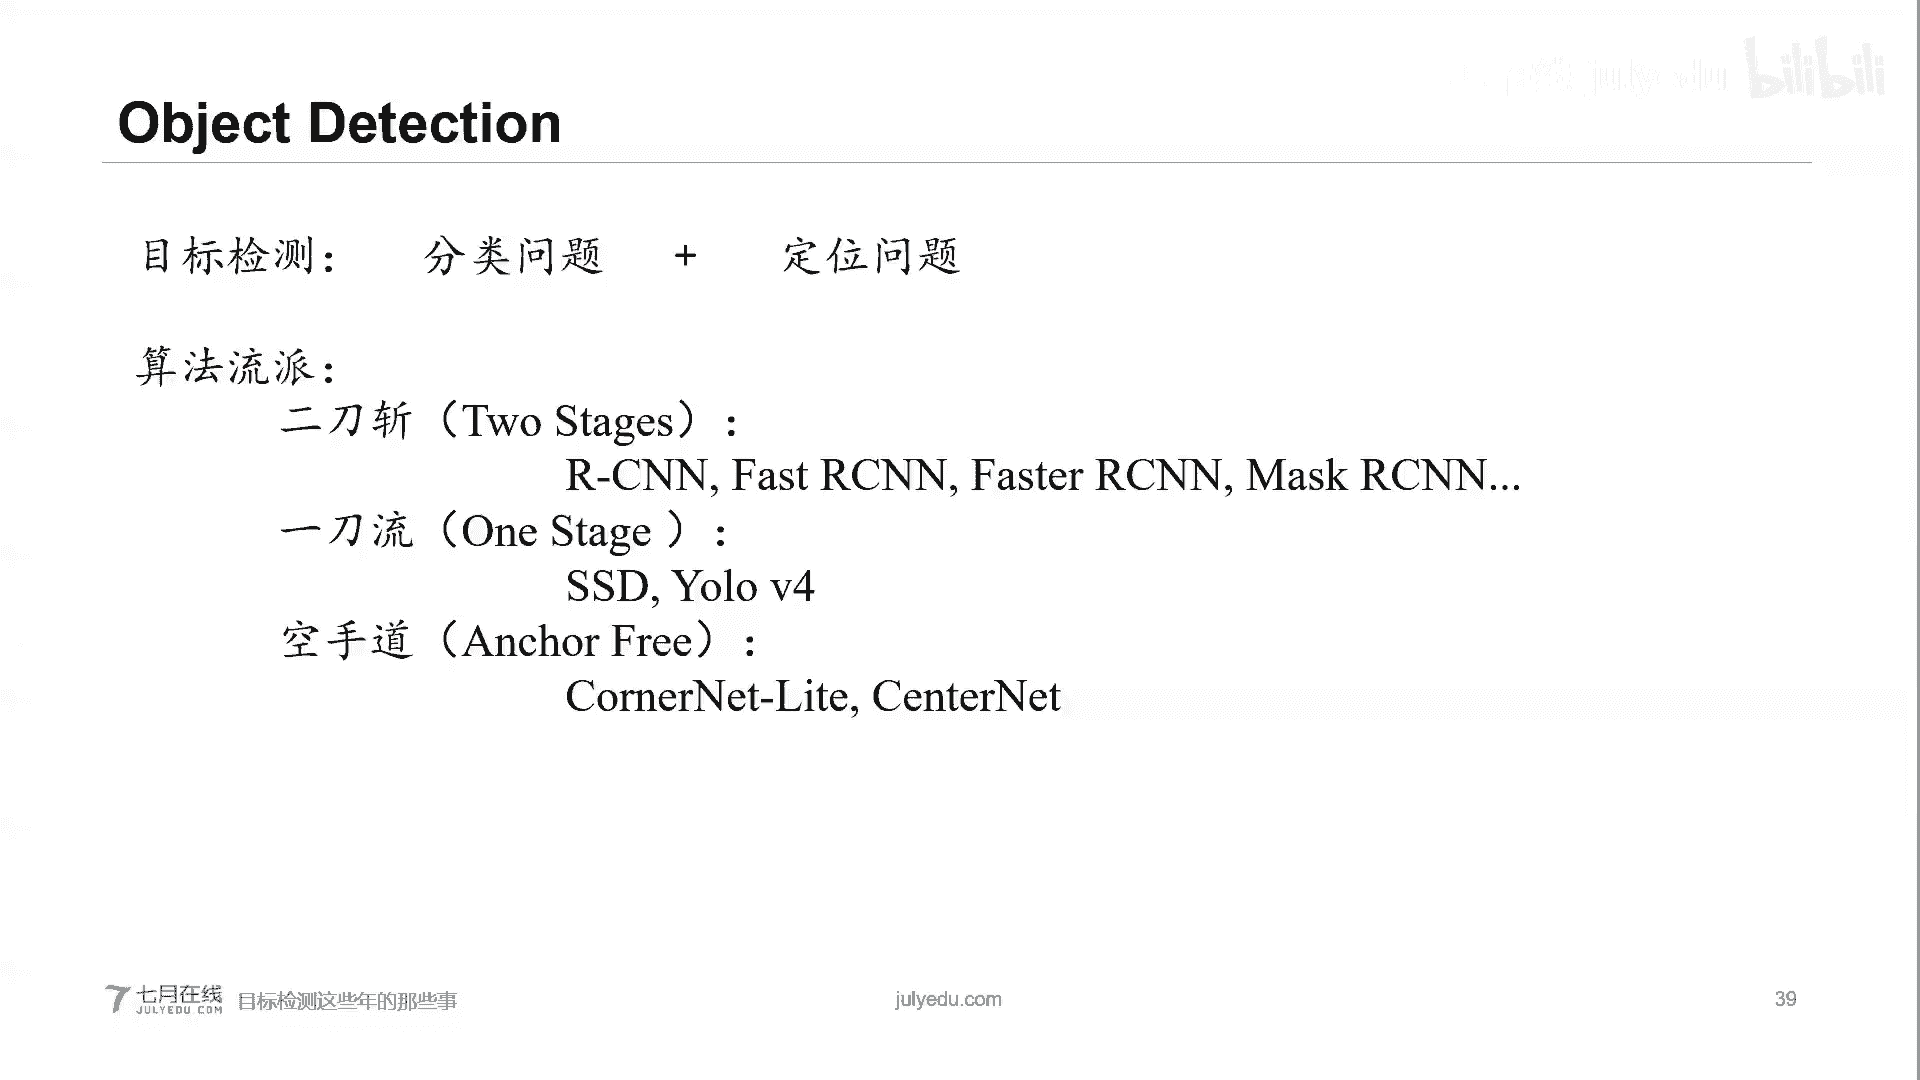 bilibili
Object Detection
目标检测： 分类问题 + 定位问题
算法流派：
二刀斩（Two Stages）：
R-CNN, Fast RCNN, Faster RCNN, Mask RCNN...
一刀流（One Stage ）：
SSD, Yolo v4
空手道（Anchor Free）：
CornerNet-Lite, CenterNet
七月在线
JULYEDU.COM
目标检测这些年的那些事
julyedu.com
39